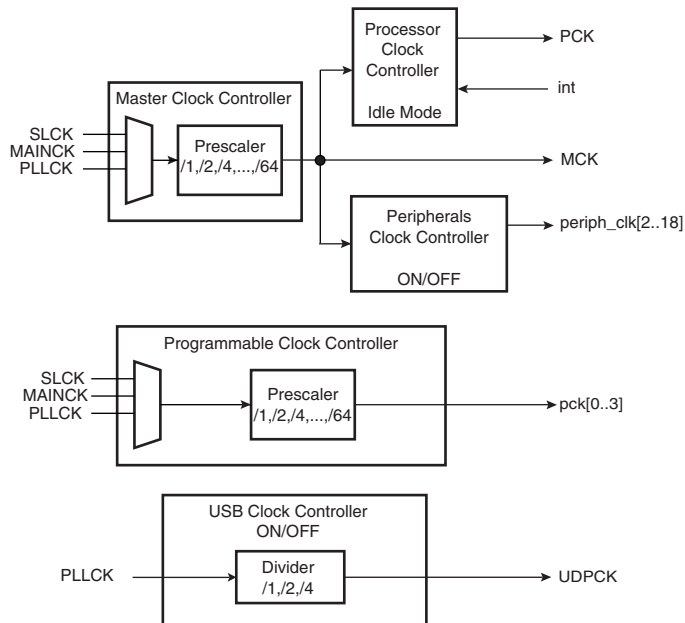 Processor
Clock
Controller
Idle Mode
PCK
int
Master Clock Controller
SLCK
MAINCK
PLLCK
Prescaler
/1,/2,/4,...,/64
MCK
Peripherals
Clock Controller
ON/OFF
periph_clk[2..18]
Programmable Clock Controller
SLCK
MAINCK
PLLCK
Prescaler
/1,/2,/4,...,/64
pck[0..3]
USB Clock Controller
ON/OFF
PLLCK
Divider
/1,/2,/4
UDPCK